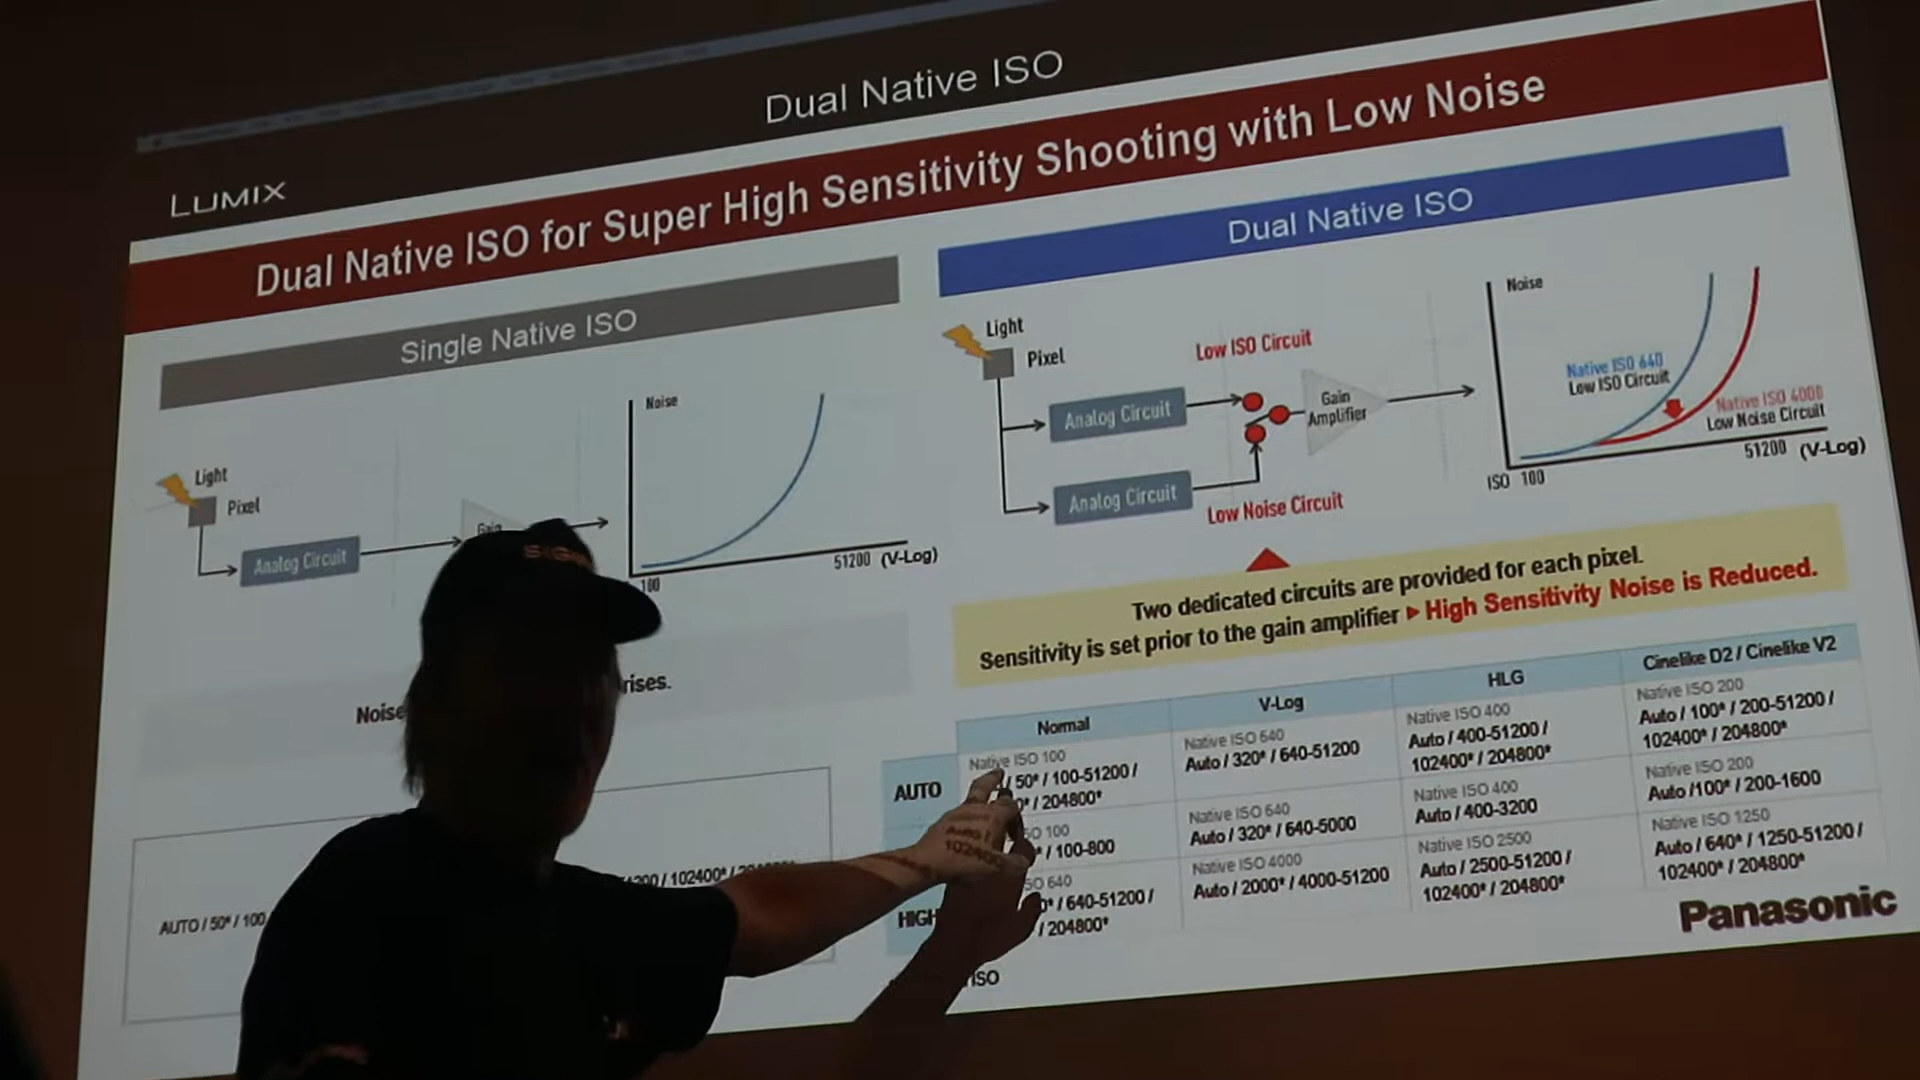 Dual Native ISO
LUMIX
Dual Native ISO for Super High Sensitivity Shooting with Low Noise
Single Native ISO
Noise
Light
Pixel
Analog Circuit
Gain
100
51200 (V-Log)
Noise
rises.
AUTO / 50* / 100
200 / 102400* /
Dual Native ISO
Light
Pixel
Low ISO Circuit
Analog Circuit
Gain
Amplifier
Analog Circuit
Low Noise Circuit
Noise
Native ISO 640
Low ISO Circuit
Native ISO 4000
Low Noise Circuit
ISO 100
51200 (V-Log)
Two dedicated circuits are provided for each pixel.
Sensitivity is set prior to the gain amplifier ▶ High Sensitivity Noise is Reduced.
Normal
V-Log
HLG
Cinelike D2 / Cinelike V2
AUTO
Native ISO 100
/ 50* / 100-51200 /
0* / 204800*
Native ISO 640
Auto / 320* / 640-51200
Native ISO 400
Auto / 400-51200 /
102400* / 204800*
Native ISO 200
Auto / 100* / 200-51200 /
102400* / 204800*
SO 100
* / 100-800
Native ISO 640
Auto / 320* / 640-5000
Native ISO 400
Auto / 400-3200
Native ISO 200
Auto /100* / 200-1600
HIGH
SO 640
0* / 640-51200 /
/ 204800*
Native ISO 4000
Auto / 2000* / 4000-51200
Native ISO 2500
Auto / 2500-51200 /
102400* / 204800*
Native ISO 1250
Auto / 640* / 1250-51200 /
102400* / 204800*
Auto /
102400
ISO
Panasonic